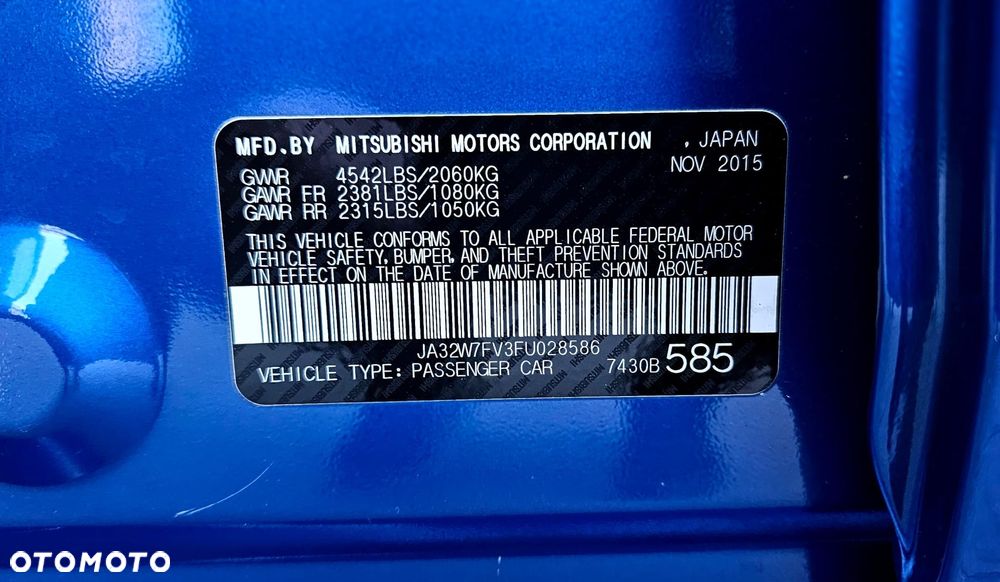 MFD.BY MITSUBISHI MOTORS CORPORATION , JAPAN
NOV 2015
GVWR 4542LBS/2060KG
GAWR FR 2381LBS/1080KG
GAWR RR 2315LBS/1050KG
THIS VEHICLE CONFORMS TO ALL APPLICABLE FEDERAL MOTOR
VEHICLE SAFETY, BUMPER, AND THEFT PREVENTION STANDARDS
IN EFFECT ON THE DATE OF MANUFACTURE SHOWN ABOVE.
JA32W7FV3FU028586
VEHICLE TYPE: PASSENGER CAR 7430B 585
OTOMOTO